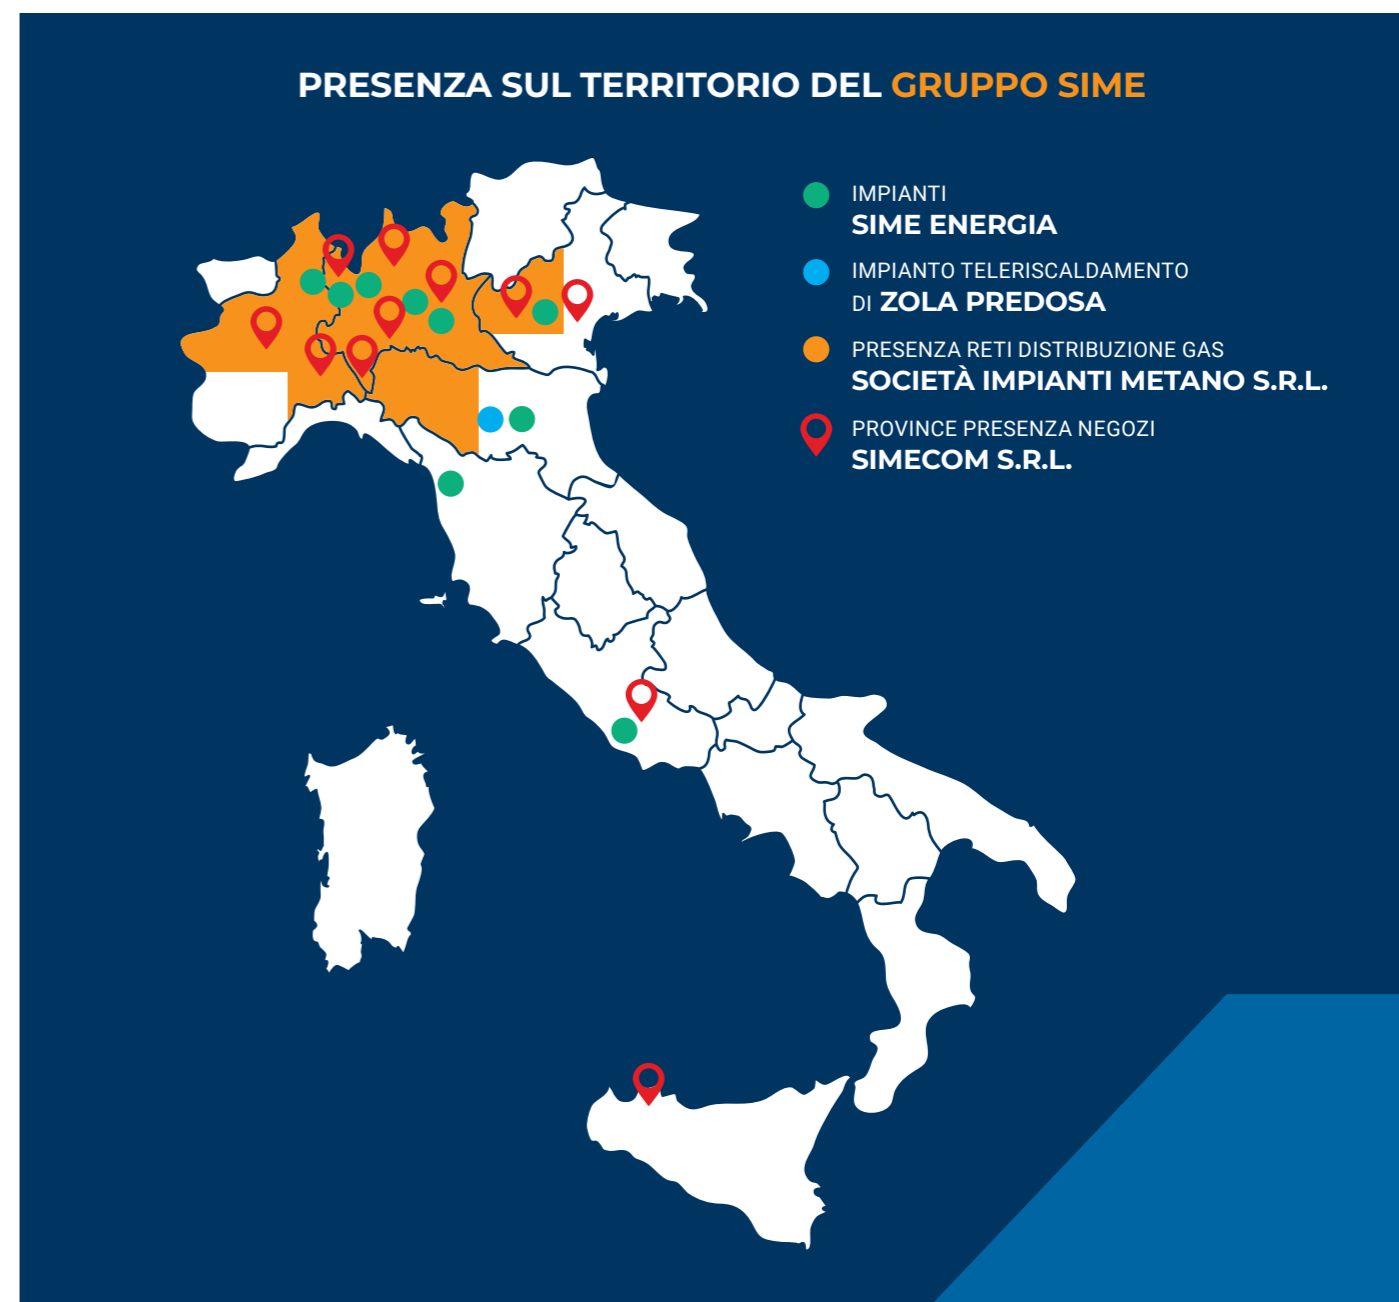 PRESENZA SUL TERRITORIO DEL GRUPPO SIME
IMPIANTI
SIME ENERGIA
IMPIANTO TELERISCALDAMENTO
DI ZOLA PREDOSA
PRESENZA RETI DISTRIBUZIONE GAS
SOCIETÀ IMPIANTI METANO S.R.L.
PROVINCE PRESENZA NEGOZI
SIMECOM S.R.L.